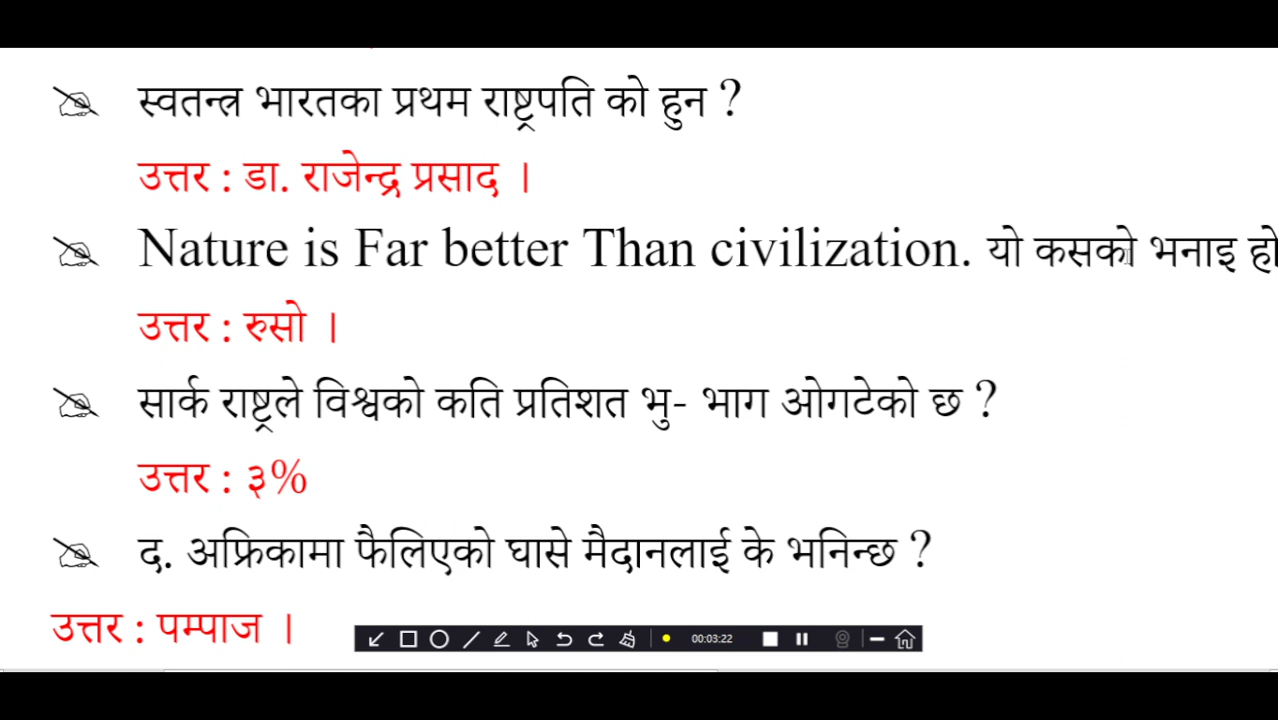 स्वतन्त्र भारतका प्रथम राष्ट्रपति को हुन ?
उत्तर : डा. राजेन्द्र प्रसाद ।
Nature is Far better Than civilization. यो कसको भनाइ हो
उत्तर : रुसो ।
सार्क राष्ट्रले विश्वको कति प्रतिशत भु- भाग ओगटेको छ ?
उत्तर : ३%
द. अफ्रिकामा फैलिएको घासे मैदानलाई के भनिन्छ ?
उत्तर : पम्पाज ।
00:03:22